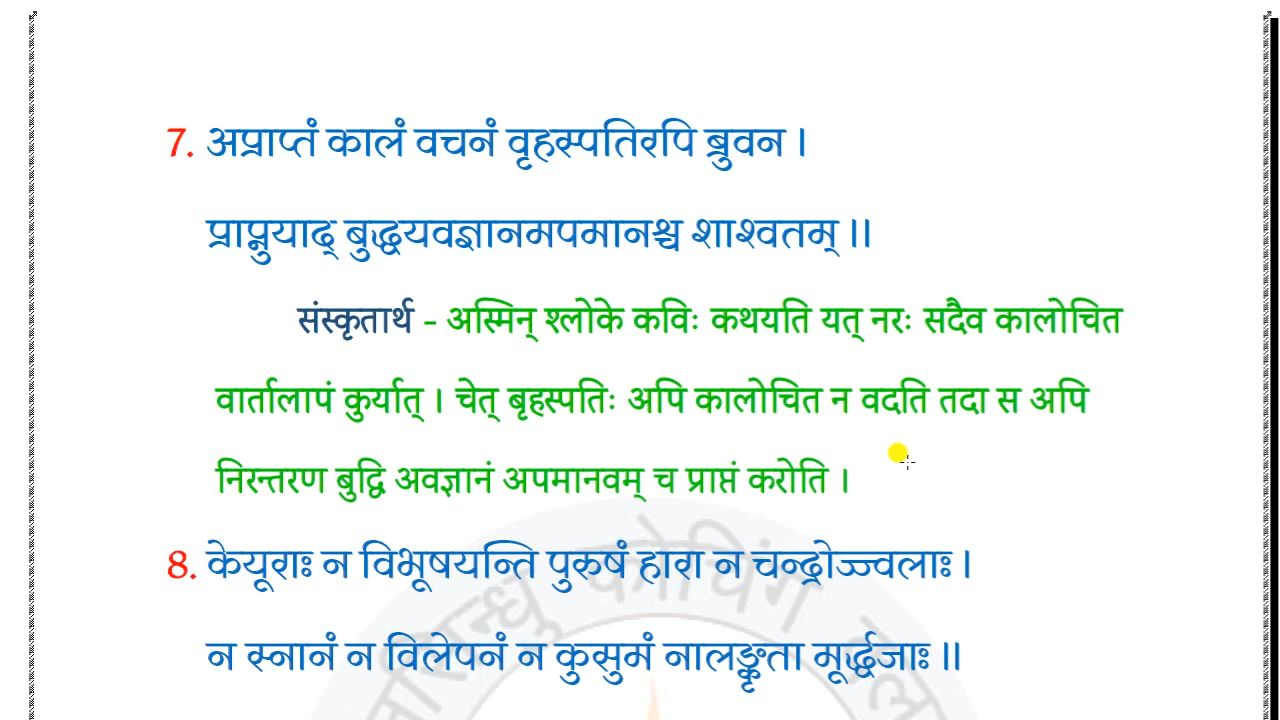 7. अप्राप्तं कालं वचनं वृहस्पतिरपि ब्रुवन ।
प्राप्नुयाद् बुद्धयवज्ञानमपमानश्च शाश्वतम् ।।
संस्कृतार्थ - अस्मिन् श्लोके कविः कथयति यत् नरः सदैव कालोचित
वार्तालापं कुर्यात् । चेत् बृहस्पतिः अपि कालोचित न वदति तदा स अपि
निरन्तरण बुद्धि अवज्ञानं अपमानवम् च प्राप्तं करोति ।
8. केयूराः न विभूषयन्ति पुरुषं हारा न चन्द्रोज्ज्वलाः ।
न स्नानं न विलेपनं न कुसुमं नालङ्कृता मूर्द्धजाः ॥
सिन्धु कोचिंग